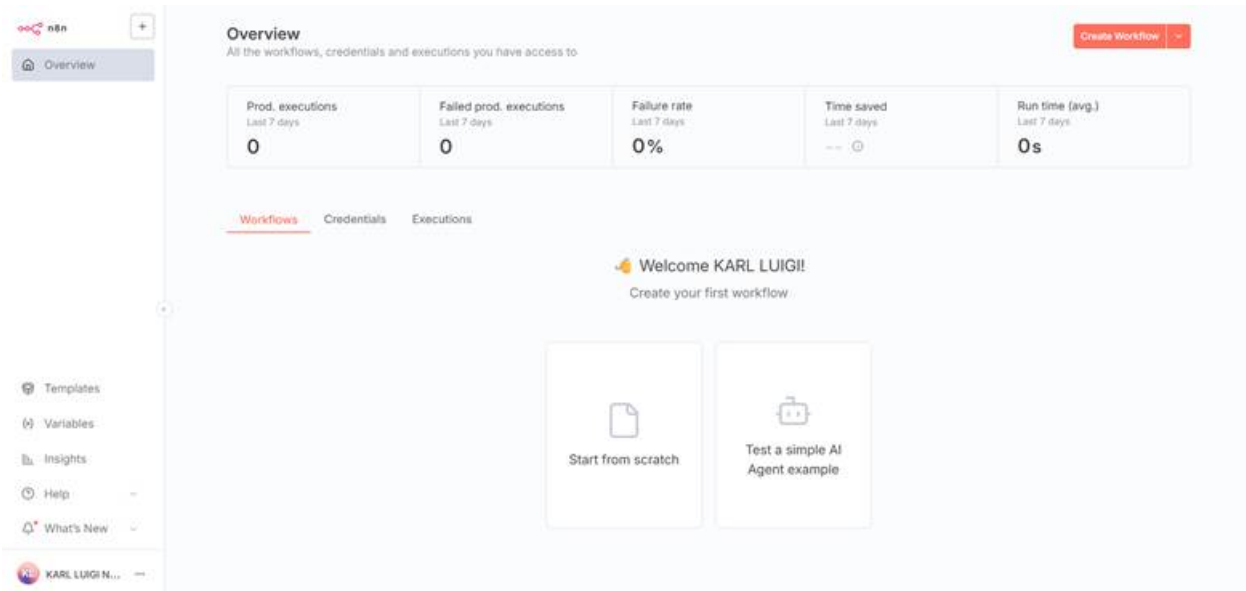 n8n
+
Overview
Templates
Variables
Insights
Help
What's New
KARL LUIGI N...
Overview
All the workflows, credentials and executions you have access to
Create Workflow
Prod. executions
Last 7 days
0
Failed prod. executions
Last 7 days
0
Failure rate
Last 7 days
0%
Time saved
Last 7 days
--
Run time (avg.)
Last 7 days
0s
Workflows Credentials Executions
👋 Welcome KARL LUIGI!
Create your first workflow
Start from scratch
Test a simple AI
Agent example